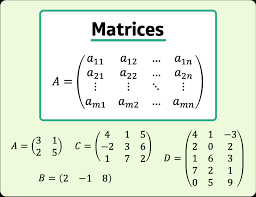 Matrices
A = (a11 a12 ... a1n
a21 a22 ... a2n
⋮ ⋮ ⋱ ⋮
am1 am2 ... amn)
A = (3 1
2 5)
C = (4 1 5
-2 3 6
1 7 2)
B = (2 -1 8)
D = (4 1 -3
2 0 2
1 6 3
7 2 1
0 5 9)